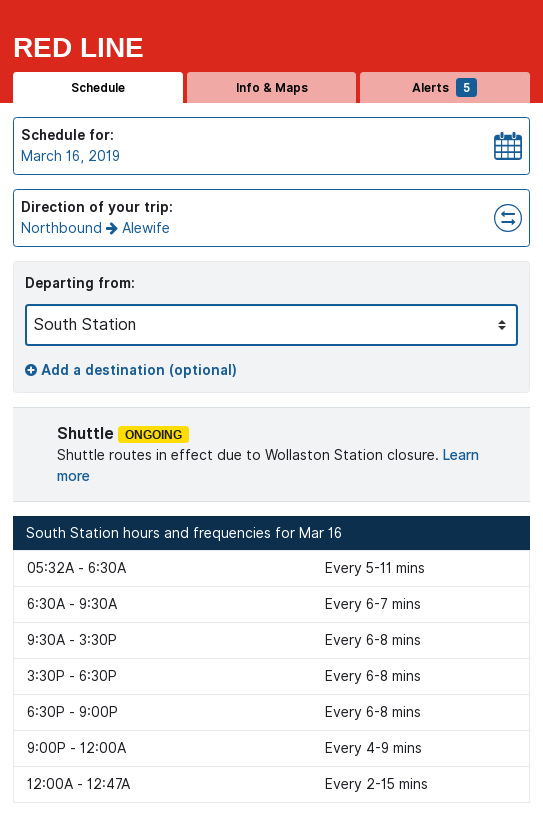 RED LINE
Schedule
Info & Maps
Alerts 5
Schedule for:
March 16, 2019
Direction of your trip:
Northbound → Alewife
Departing from:
South Station
Add a destination (optional)
Shuttle ONGOING
Shuttle routes in effect due to Wollaston Station closure. Learn
more
South Station hours and frequencies for Mar 16
05:32A - 6:30A Every 5-11 mins
6:30A - 9:30A Every 6-7 mins
9:30A - 3:30P Every 6-8 mins
3:30P - 6:30P Every 6-8 mins
6:30P - 9:00P Every 6-8 mins
9:00P - 12:00A Every 4-9 mins
12:00A - 12:47A Every 2-15 mins